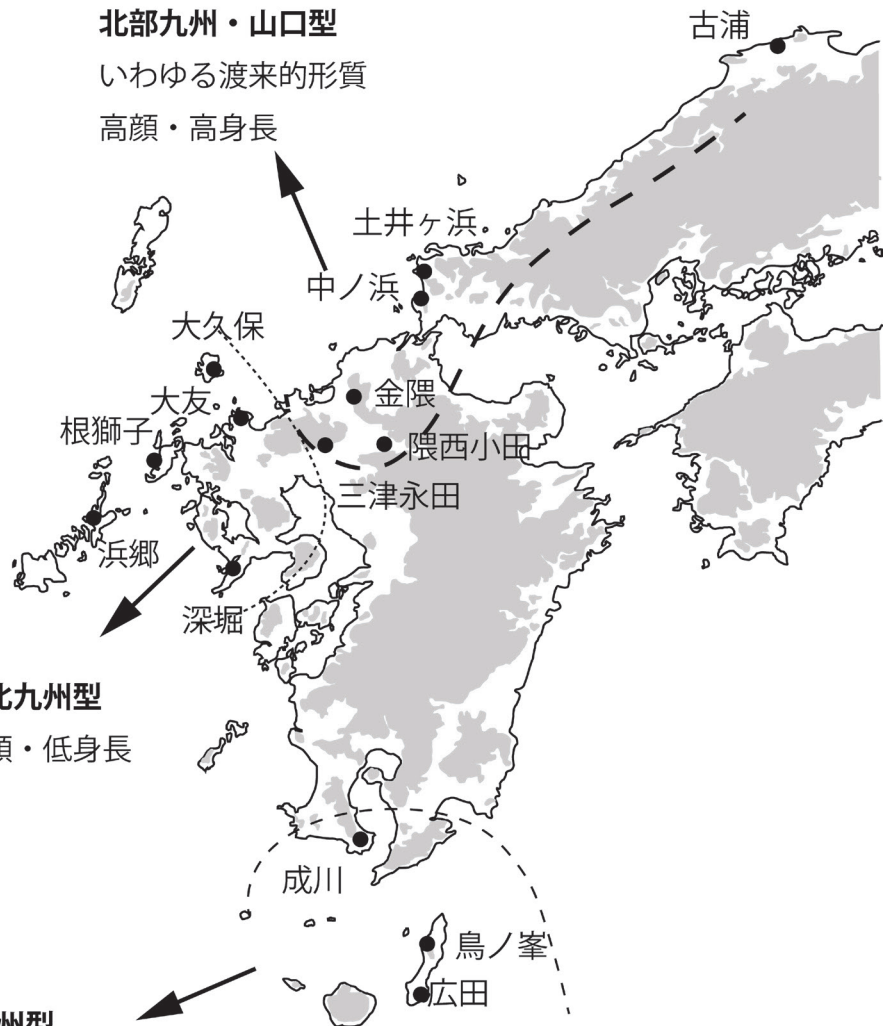 北部九州・山口型
いわゆる渡来的形質
高顔・高身長
古浦
土井ヶ浜
中ノ浜
大久保
大友
金隈
根獅子
隈西小田
三津永田
浜郷
深堀
北九州型
顔・低身長
成川
鳥ノ峯
広田
州型